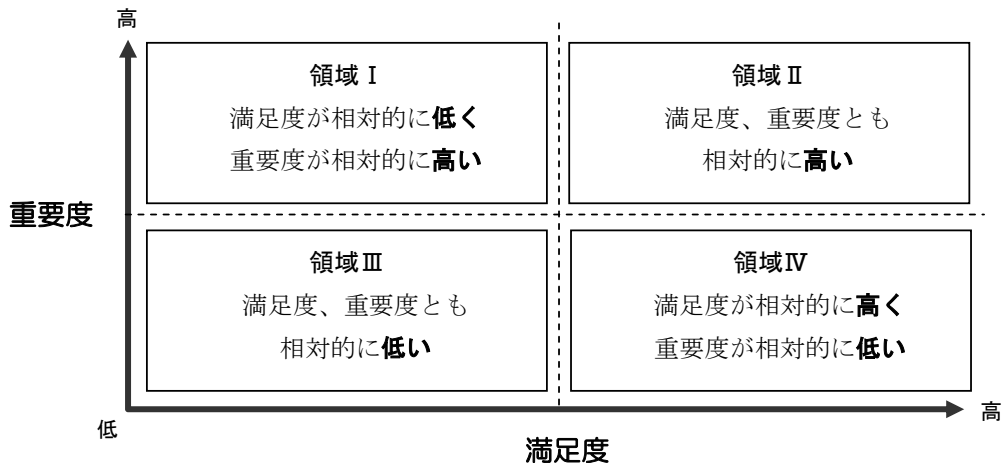 高
領域Ⅰ
満足度が相対的に低く
重要度が相対的に高い
領域Ⅱ
満足度、重要度とも
相対的に高い
重要度
領域Ⅲ
満足度、重要度とも
相対的に低い
領域Ⅳ
満足度が相対的に高く
重要度が相対的に低い
低
高
満足度